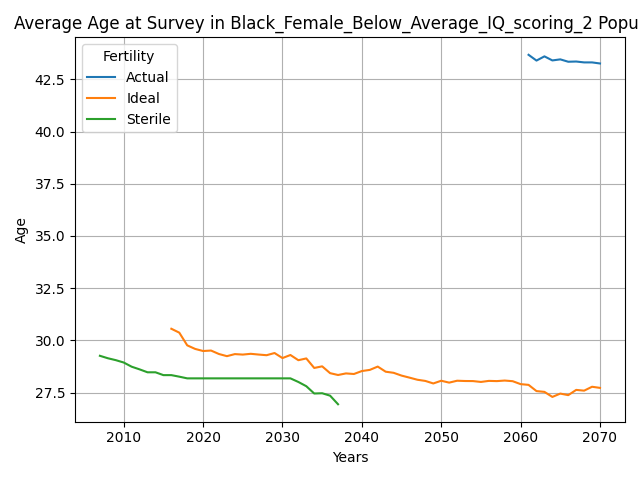 Average Age at Survey in Black_Female_Below_Average_IQ_scoring_2 Popu
Fertility
Actual
Ideal
Sterile
Age
42.5
40.0
37.5
35.0
32.5
30.0
27.5
2010 2020 2030 2040 2050 2060 2070
Years